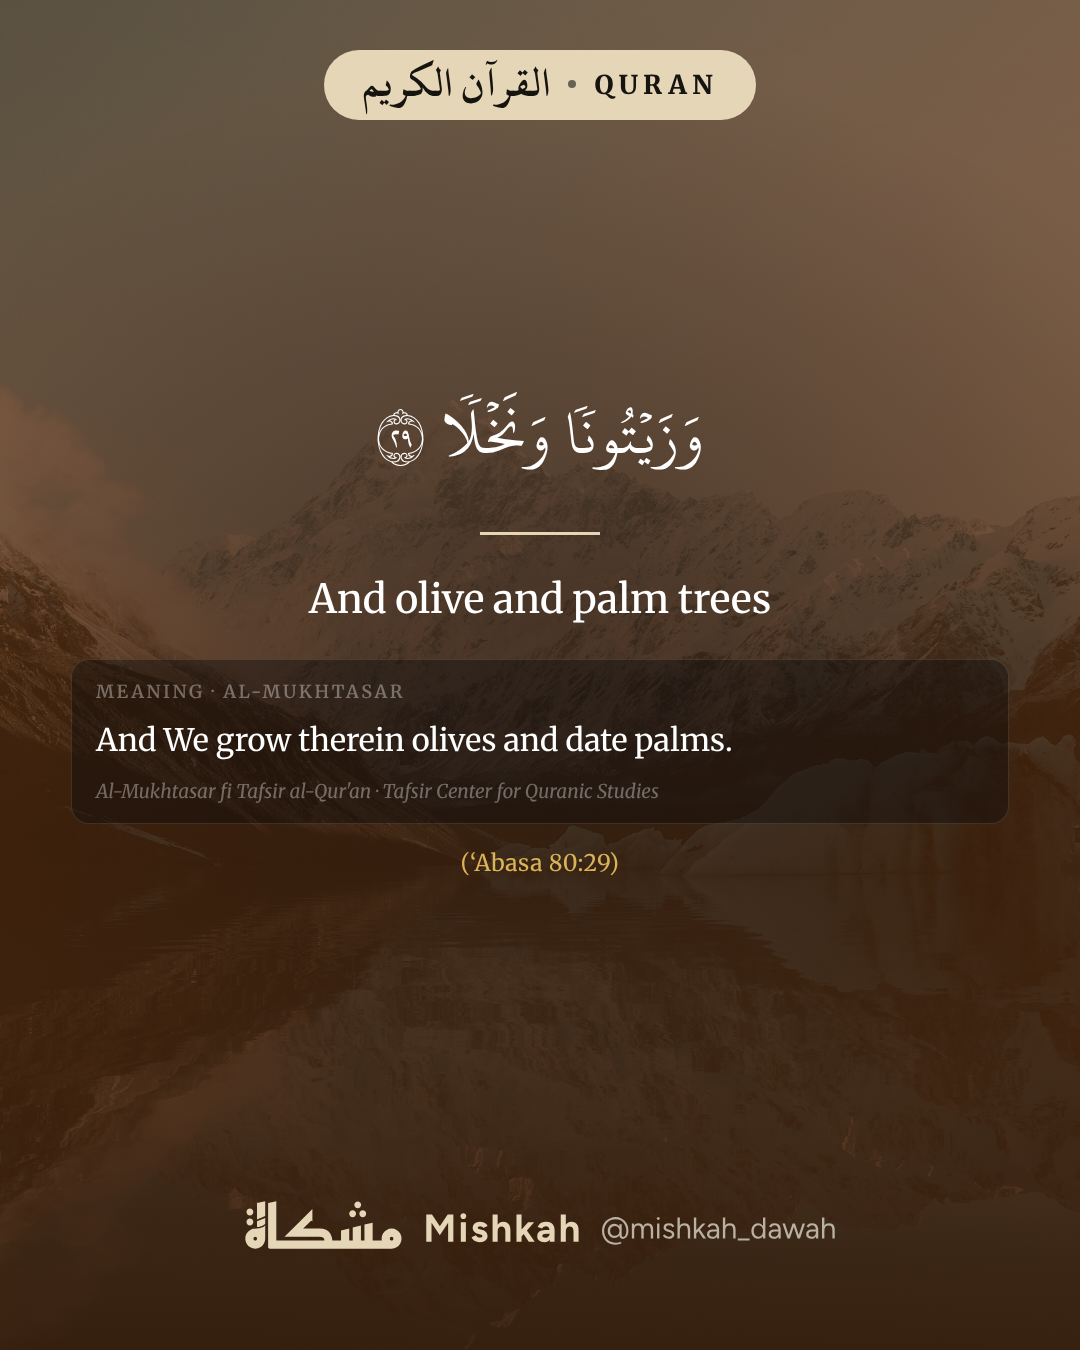 القرآن الكريم • QURAN
وَزَيۡتُونٗا وَنَخۡلٗا ٢٩
And olive and palm trees
MEANING · AL-MUKHTASAR
And We grow therein olives and date palms.
Al-Mukhtasar fi Tafsir al-Qur'an · Tafsir Center for Quranic Studies
(‘Abasa 80:29)
مشكاة Mishkah @mishkah_dawah